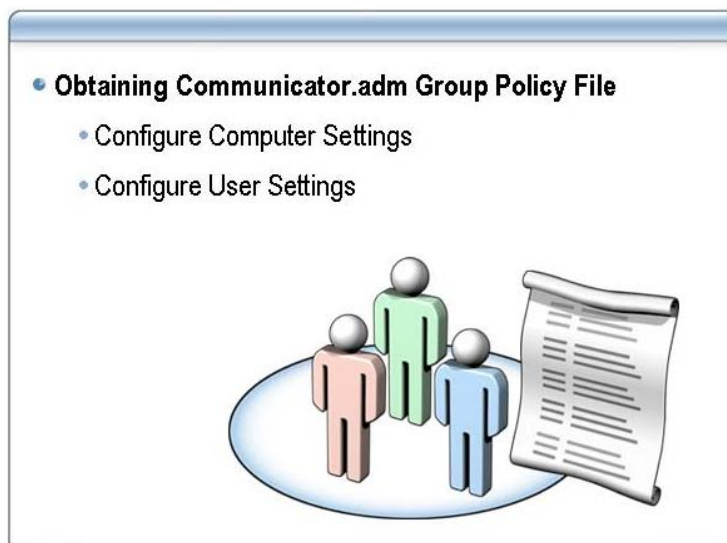 Obtaining Communicator.adm Group Policy File
Configure Computer Settings
Configure User Settings